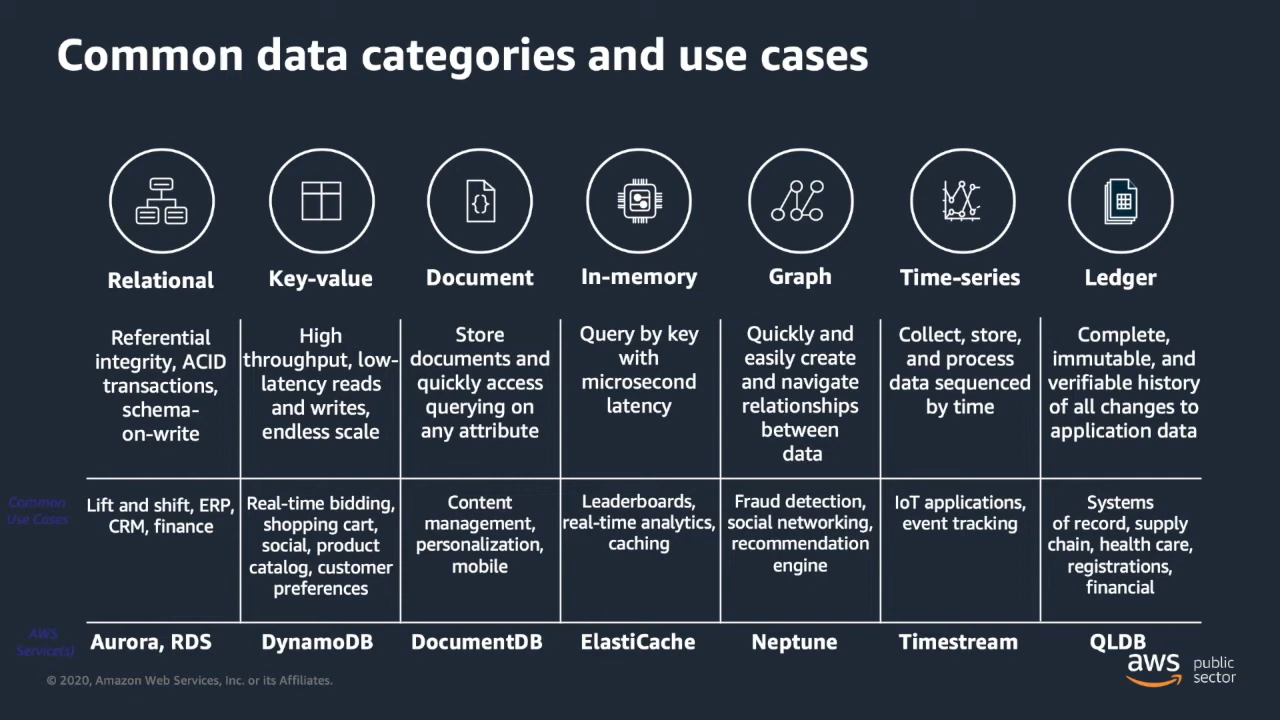 Common data categories and use cases
Relational
Key-value
Document
In-memory
Graph
Time-series
Ledger
Referential
integrity, ACID
transactions,
schema-
on-write
High
throughput, low-
latency reads
and writes,
endless scale
Store
documents and
quickly access
querying on
any attribute
Query by key
with
microsecond
latency
Quickly and
easily create
and navigate
relationships
between
data
Collect, store,
and process
data sequenced
by time
Complete,
immutable, and
verifiable history
of all changes to
application data
Common
Use Cases
Lift and shift, ERP,
CRM, finance
Real-time bidding,
shopping cart,
social, product
catalog, customer
preferences
Content
management,
personalization,
mobile
Leaderboards,
real-time analytics,
caching
Fraud detection,
social networking,
recommendation
engine
IoT applications,
event tracking
Systems
of record, supply
chain, health care,
registrations,
financial
AWS
Service(s)
Aurora, RDS
DynamoDB
DocumentDB
ElastiCache
Neptune
Timestream
QLDB
© 2020, Amazon Web Services, Inc. or its Affiliates.
aws
public
sector